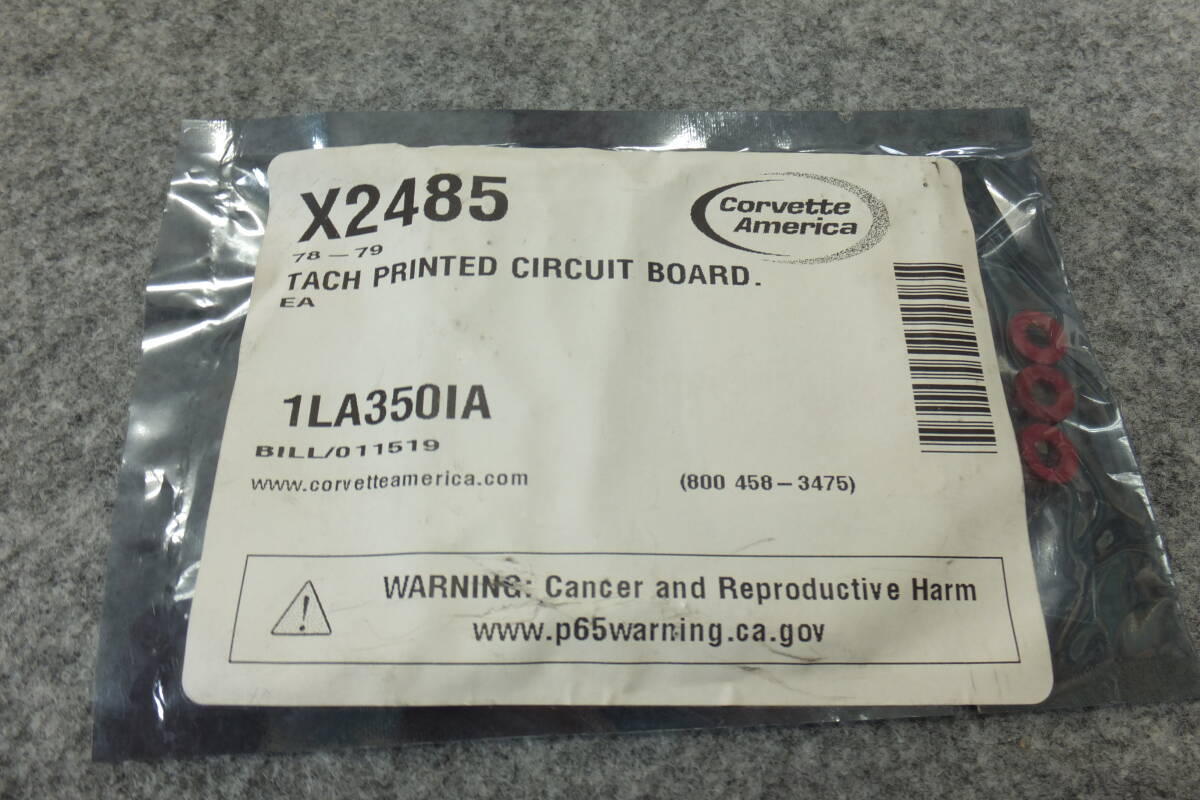 X2485
Corvette
America
78 - 79
TACH PRINTED CIRCUIT BOARD.
EA
1LA350IA
BILL/011519
www.corvetteamerica.com
(800 458-3475)
WARNING: Cancer and Reproductive Harm
www.p65warning.ca.gov